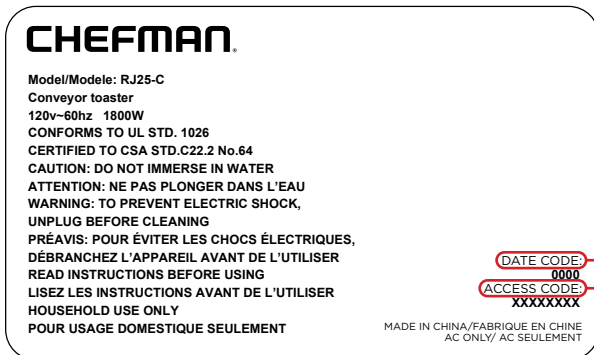 CHEFMAN.
Model/Modele: RJ25-C
Conveyor toaster
120v~60hz 1800W
CONFORMS TO UL STD. 1026
CERTIFIED TO CSA STD.C22.2 No.64
CAUTION: DO NOT IMMERSE IN WATER
ATTENTION: NE PAS PLONGER DANS L'EAU
WARNING: TO PREVENT ELECTRIC SHOCK,
UNPLUG BEFORE CLEANING
PRÉAVIS: POUR ÉVITER LES CHOCS ÉLECTRIQUES,
DÉBRANCHEZ L'APPAREIL AVANT DE L'UTILISER
READ INSTRUCTIONS BEFORE USING
LISEZ LES INSTRUCTIONS AVANT DE L'UTILISER
HOUSEHOLD USE ONLY
POUR USAGE DOMESTIQUE SEULEMENT
DATE CODE:
0000
ACCESS CODE:
XXXXXXXX
MADE IN CHINA/FABRIQUE EN CHINE
AC ONLY/ AC SEULEMENT